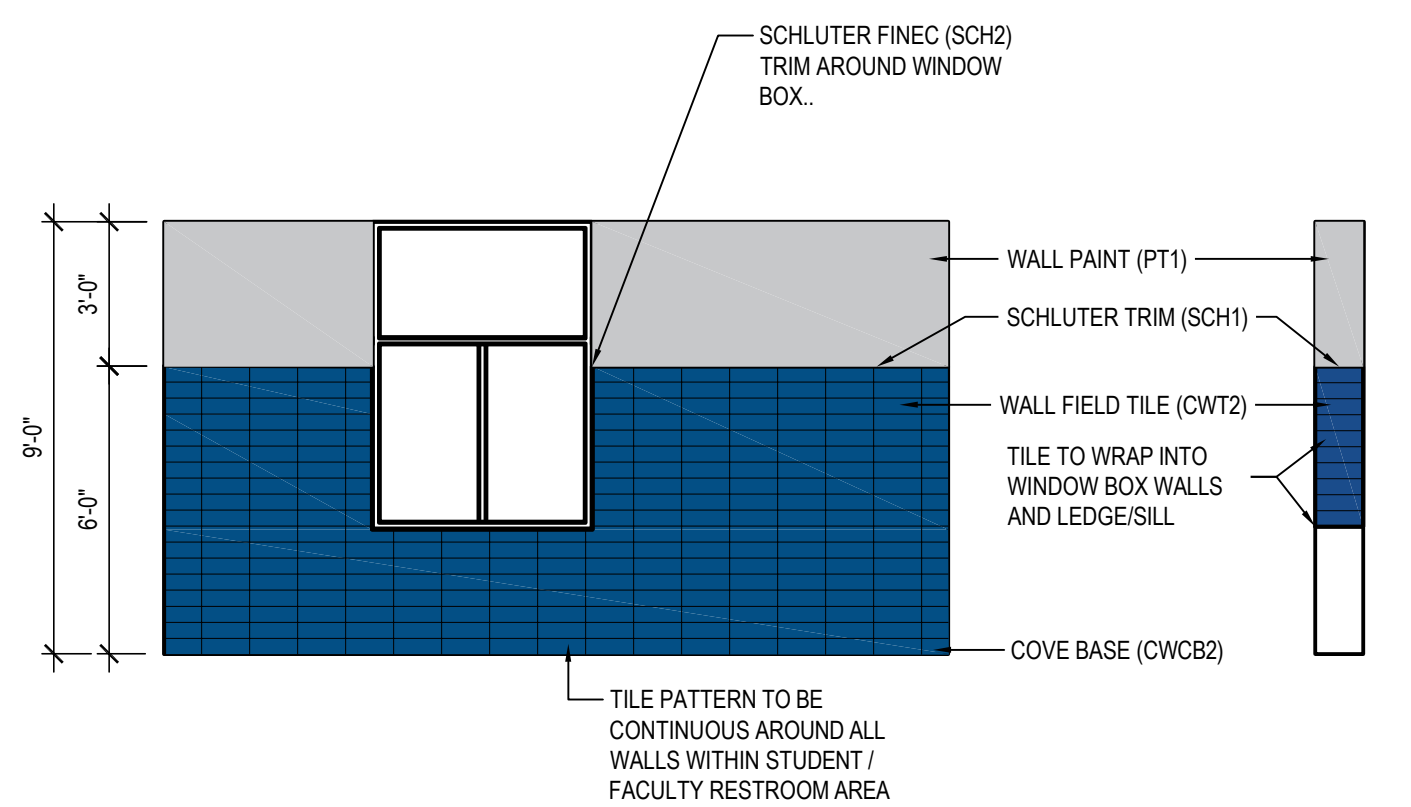 SCHLUTER FINEC (SCH2)
TRIM AROUND WINDOW
BOX..
3'-0"
9'-0"
6'-0"
WALL PAINT (PT1)
SCHLUTER TRIM (SCH1)
WALL FIELD TILE (CWT2)
TILE TO WRAP INTO
WINDOW BOX WALLS
AND LEDGE/SILL
COVE BASE (CWCB2)
TILE PATTERN TO BE
CONTINUOUS AROUND ALL
WALLS WITHIN STUDENT /
FACULTY RESTROOM AREA